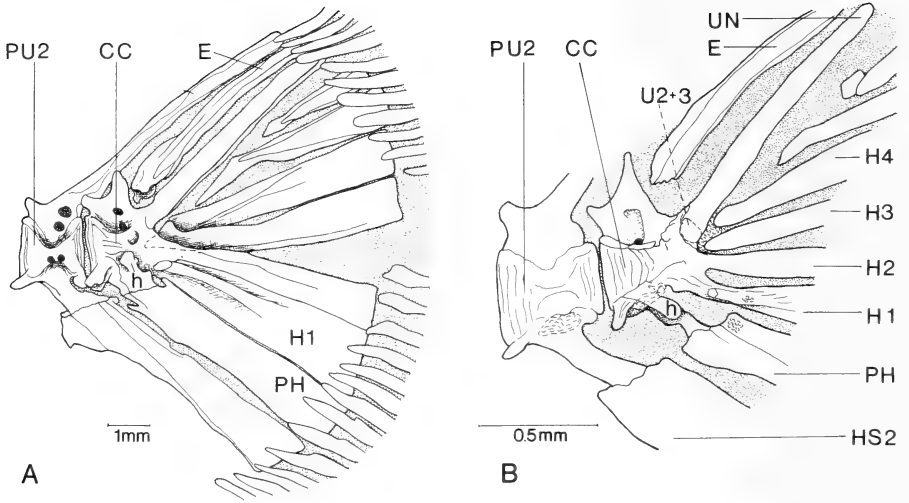 PU2 CC E
h
H1
PH
1mm
A
UN
PU2 CC E
U2+3
H4
H3
H2
h H1
PH
0.5mm
HS2
B